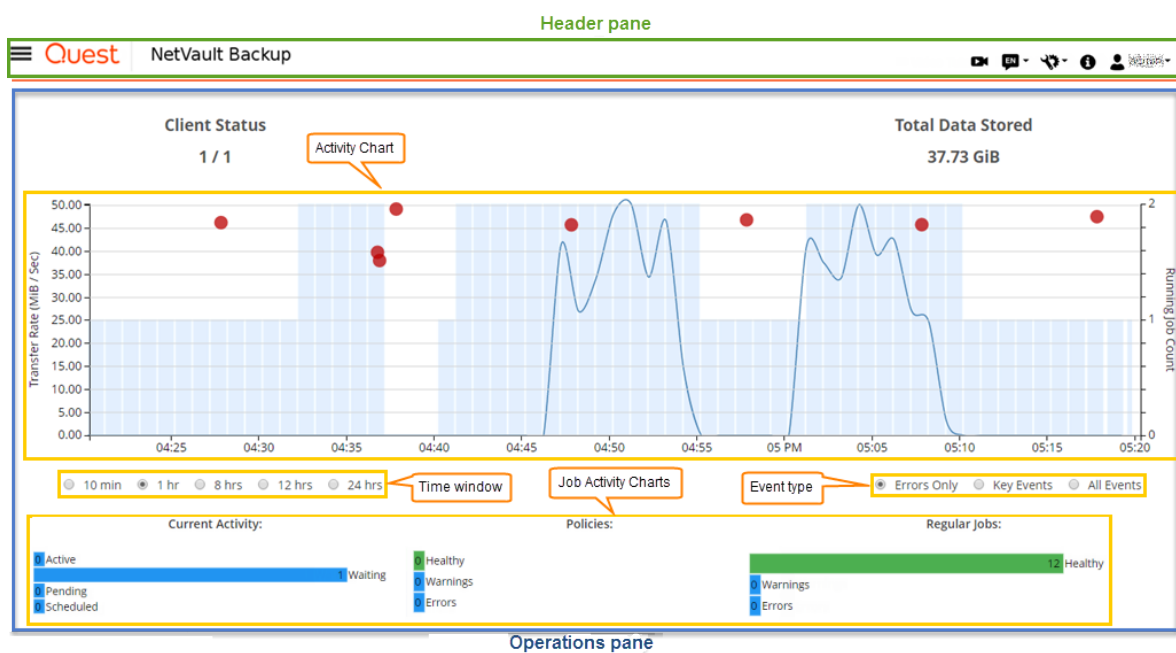 Header pane
Quest
NetVault Backup
EN
Client Status
1 / 1
Activity Chart
Total Data Stored
37.73 GiB
Transfer Rate (MiB / Sec)
50.00
45.00
40.00
35.00
30.00
25.00
20.00
15.00
10.00
5.00
0.00
2
1
0
Running Job Count
04:25
04:30
04:35
04:40
04:45
04:50
04:55
05 PM
05:05
05:10
05:15
05:20
10 min
1 hr
8 hrs
12 hrs
24 hrs
Time window
Job Activity Charts
Event type
Errors Only
Key Events
All Events
Current Activity:
0 Active
1 Waiting
0 Pending
0 Scheduled
Policies:
0 Healthy
0 Warnings
0 Errors
Regular Jobs:
12 Healthy
0 Warnings
0 Errors
Operations pane